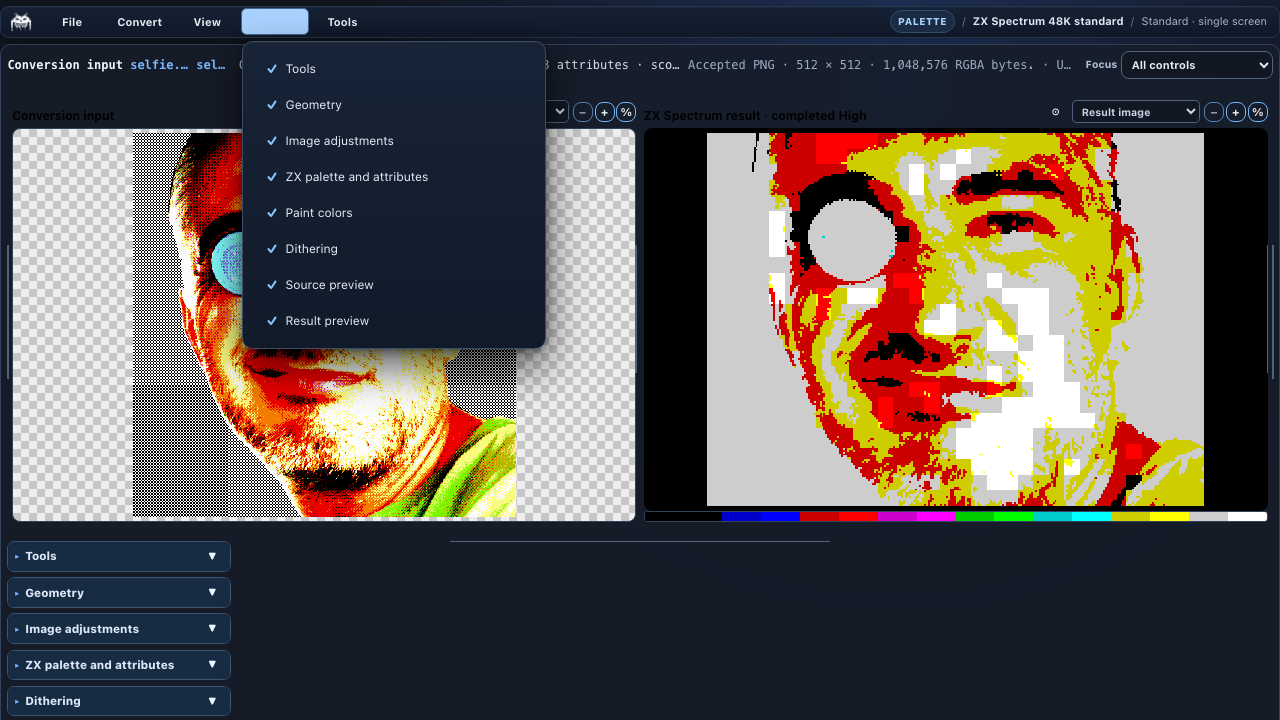 File Convert View Tools PALETTE / ZX Spectrum 48K standard / Standard · single screen
Conversion input selfie.… sel… attributes · sco… Accepted PNG · 512 × 512 · 1,048,576 RGBA bytes. · U… Focus All controls
Conversion input − + %
ZX Spectrum result · completed High Result image − + %
Tools
Geometry
Image adjustments
ZX palette and attributes
Paint colors
Dithering
Source preview
Result preview
Tools
Geometry
Image adjustments
ZX palette and attributes
Dithering